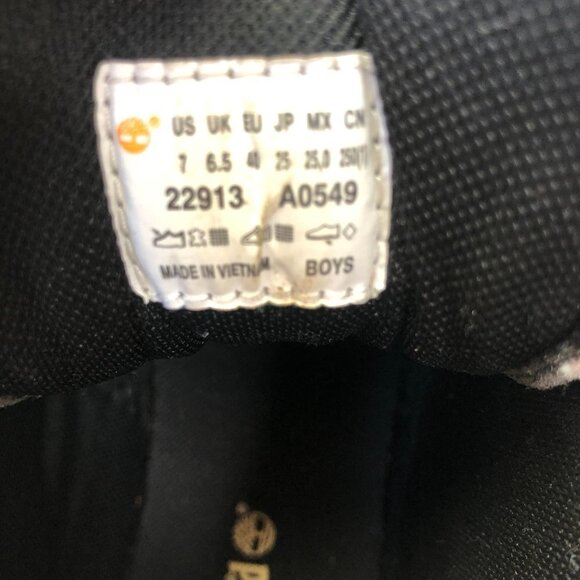 US UK EU JP MX CN
7 6.5 40 25 25,0
22913 A0549
MADE IN VIETNAM BOYS